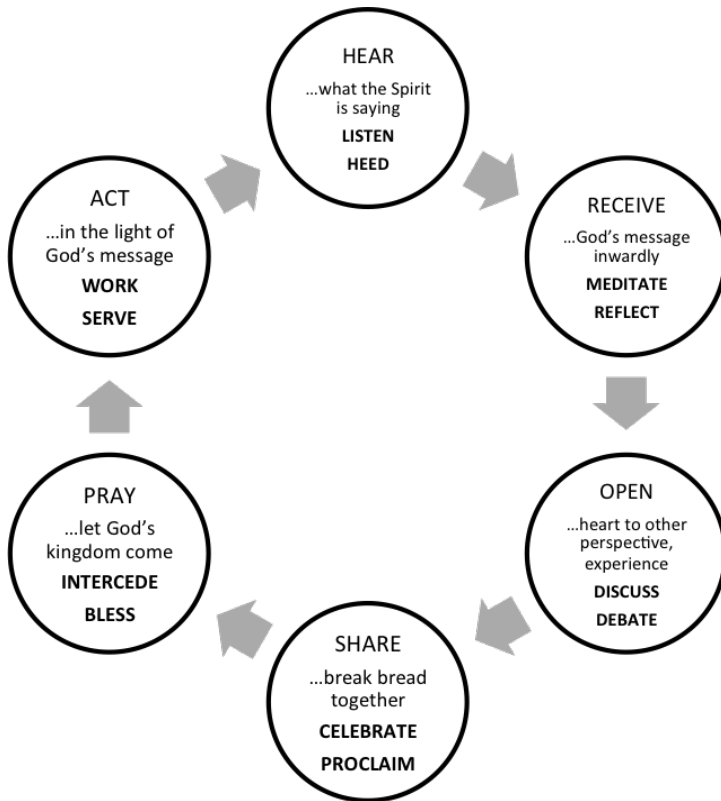 HEAR
...what the Spirit
is saying
LISTEN
HEED
RECEIVE
...God's message
inwardly
MEDITATE
REFLECT
OPEN
...heart to other
perspective,
experience
DISCUSS
DEBATE
SHARE
...break bread
together
CELEBRATE
PROCLAIM
PRAY
...let God's
kingdom come
INTERCEDE
BLESS
ACT
...in the light of
God's message
WORK
SERVE